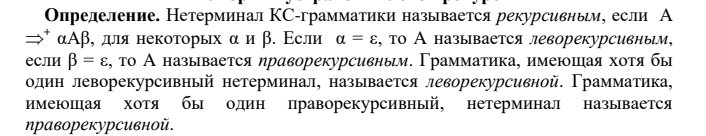 Определение. Нетерминал КС-грамматики называется рекурсивным, если A
⇒⁺ αAβ, для некоторых α и β. Если α = ε, то A называется леворекурсивным,
если β = ε, то A называется праворекурсивным. Грамматика, имеющая хотя бы
один леворекурсивный нетерминал, называется леворекурсивной. Грамматика,
имеющая хотя бы один праворекурсивный, нетерминал называется
праворекурсивной.